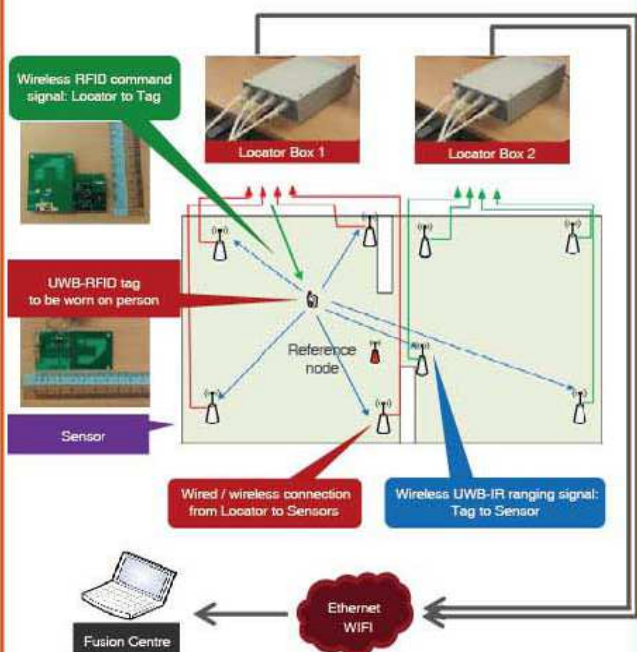 Wireless RFID command
signal: Locator to Tag
Locator Box 1
Locator Box 2
UWB-RFID tag
to be worn on person
Reference
node
Sensor
Wired / wireless connection
from Locator to Sensors
Wireless UWB-IR ranging signal:
Tag to Sensor
Ethernet
WIFI
Fusion Centre